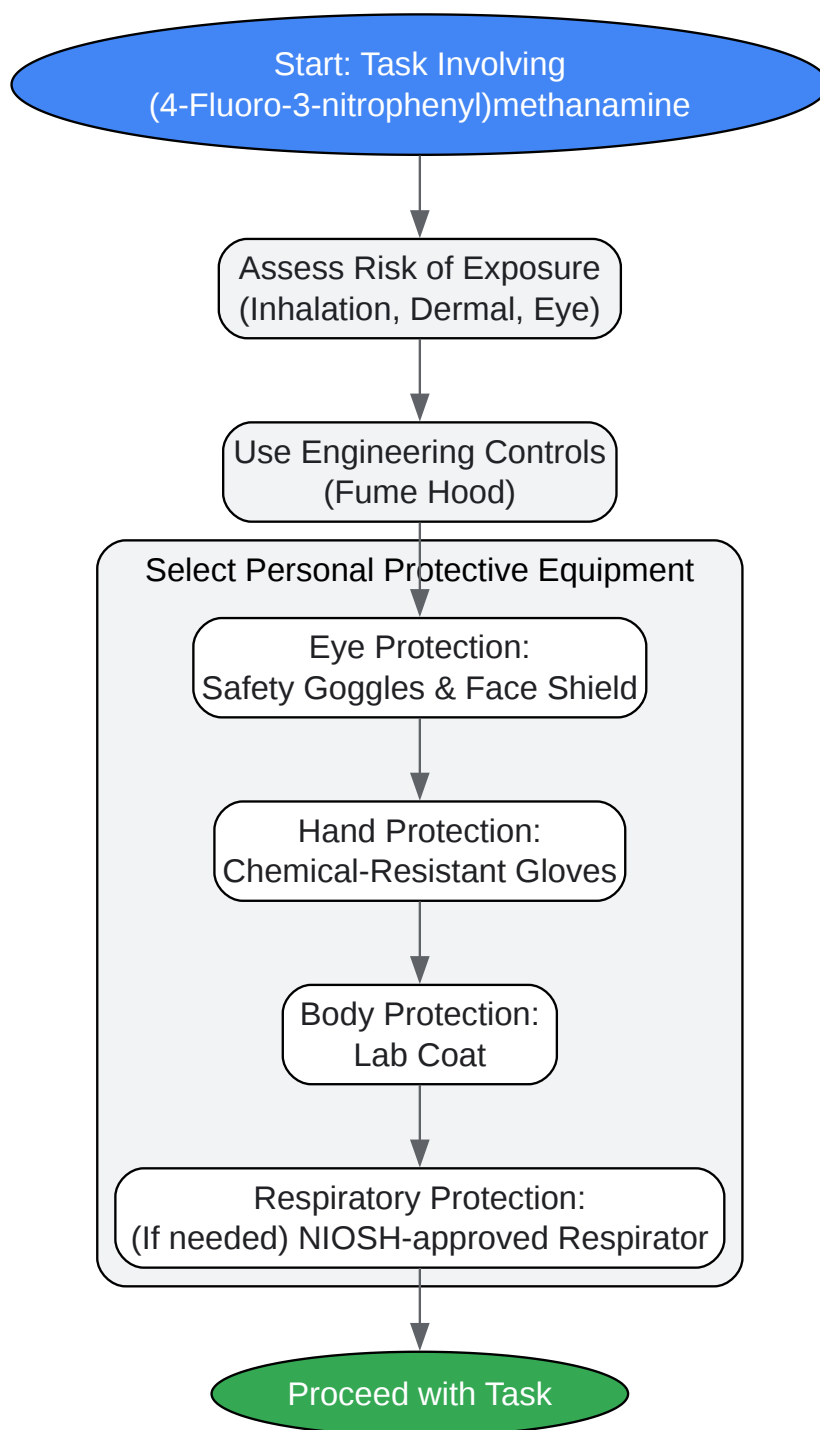 Start: Task Involving
(4-Fluoro-3-nitrophenyl)methanamine
Assess Risk of Exposure
(Inhalation, Dermal, Eye)
Use Engineering Controls
(Fume Hood)
Select Personal Protective Equipment
Eye Protection:
Safety Goggles & Face Shield
Hand Protection:
Chemical-Resistant Gloves
Body Protection:
Lab Coat
Respiratory Protection:
(If needed) NIOSH-approved Respirator
Proceed with Task